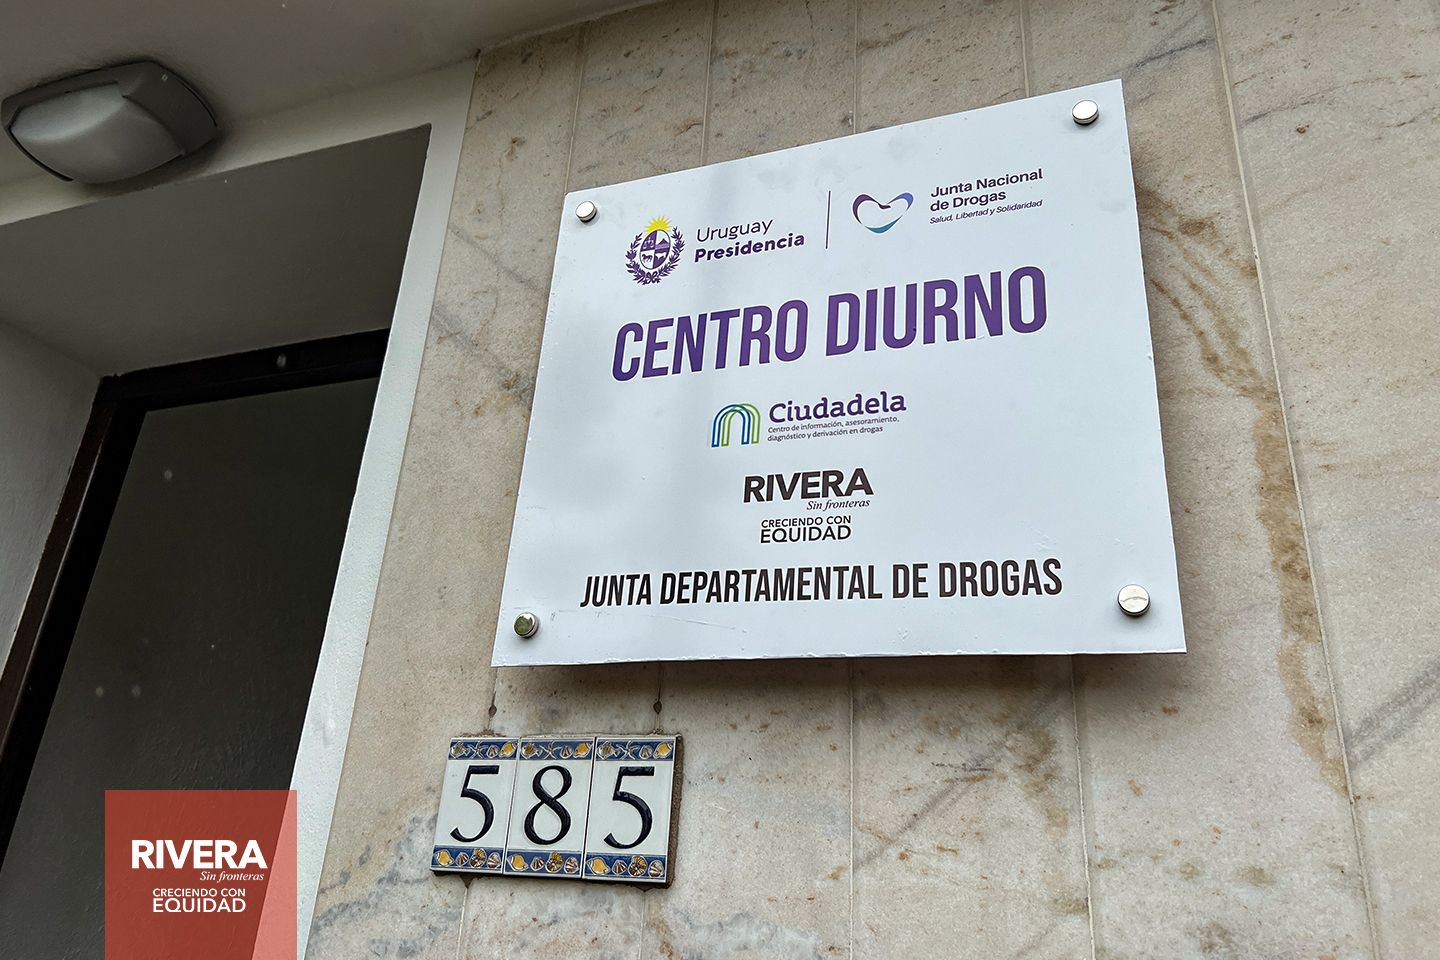 Uruguay
Presidencia
Junta Nacional
de Drogas
Salud, Libertad y Solidaridad
CENTRO DIURNO
Ciudadela
Centro de información, asesoramiento,
diagnóstico y derivación en drogas
RIVERA
Sin fronteras
CRECIENDO CON
EQUIDAD
JUNTA DEPARTAMENTAL DE DROGAS
585
RIVERA
Sin fronteras
CRECIENDO CON
EQUIDAD